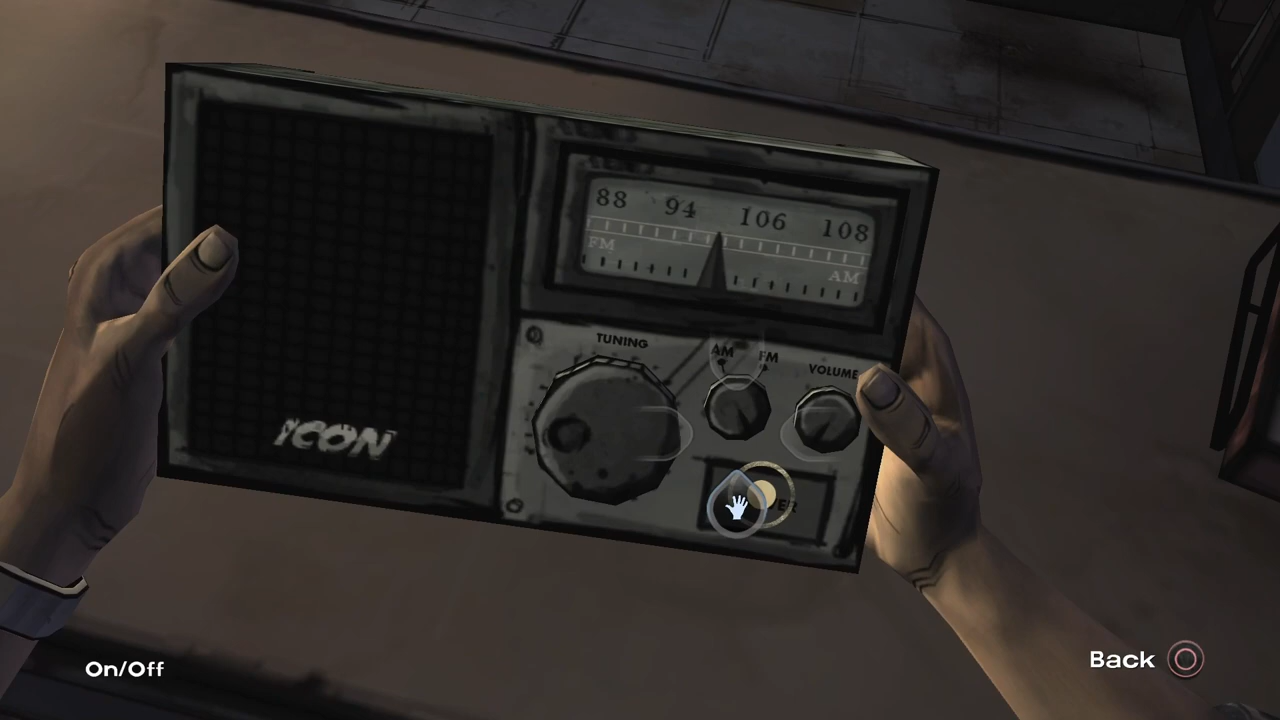 88 94 106 108
FM
AM
TUNING
AM FM
VOLUME
ICON
On/Off
Back